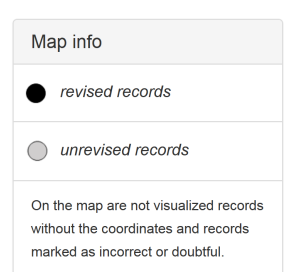 Map info
revised records
unrevised records
On the map are not visualized records
without the coordinates and records
marked as incorrect or doubtful.